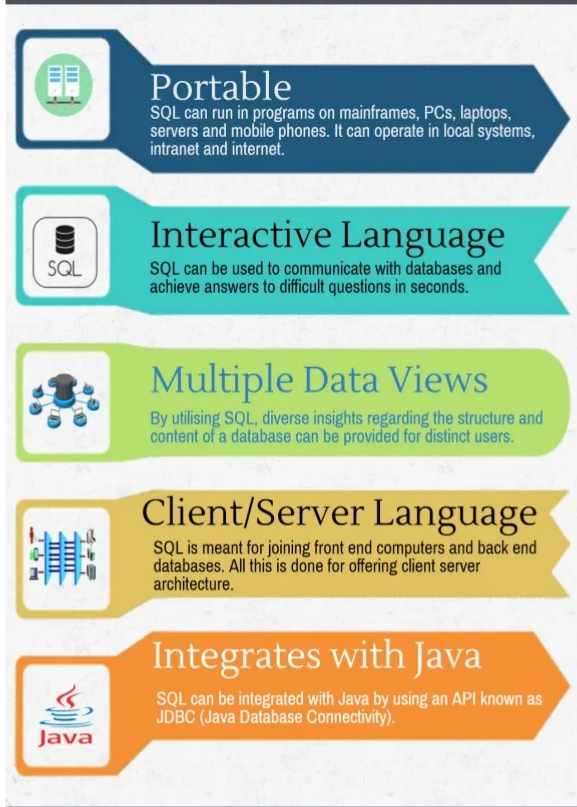 Portable
SQL can run in programs on mainframes, PCs, laptops,
servers and mobile phones. It can operate in local systems,
intranet and internet.
SQL
Interactive Language
SQL can be used to communicate with databases and
achieve answers to difficult questions in seconds.
Multiple Data Views
By utilising SQL, diverse insights regarding the structure and
content of a database can be provided for distinct users.
Client/Server Language
SQL is meant for joining front end computers and back end
databases. All this is done for offering client server
architecture.
Integrates with Java
SQL can be integrated with Java by using an API known as
JDBC (Java Database Connectivity).
Java